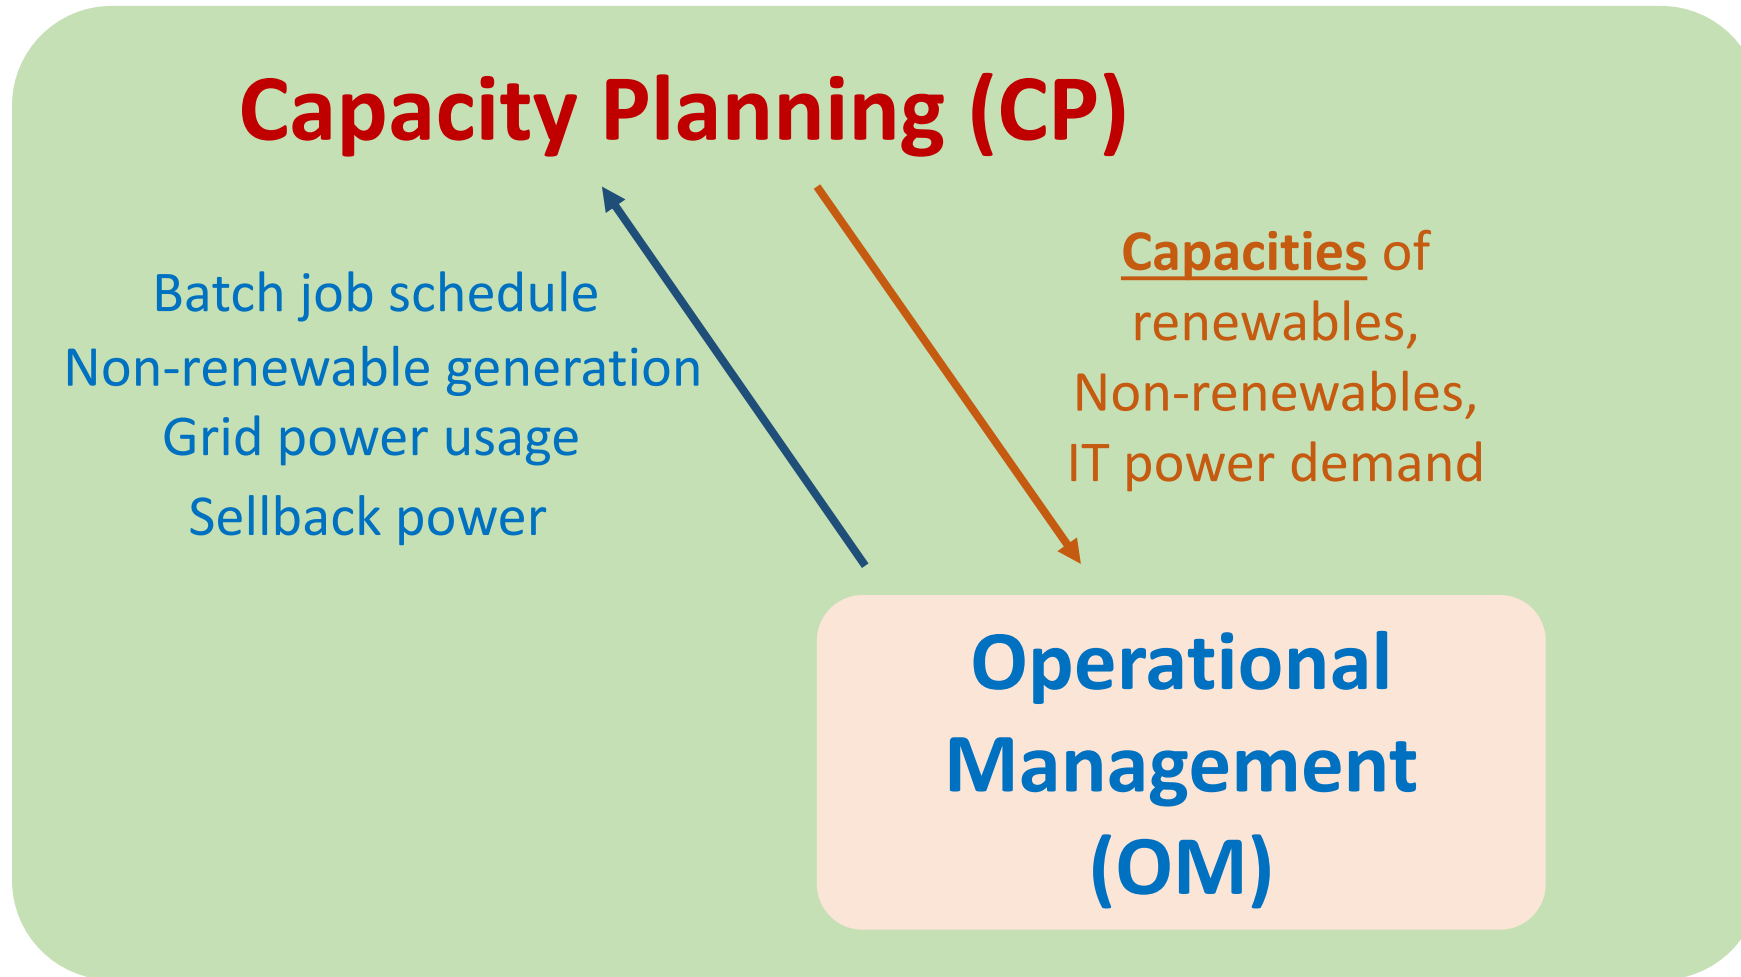 Capacity Planning (CP)
Batch job schedule
Non-renewable generation
Grid power usage
Sellback power
Capacities of
renewables,
Non-renewables,
IT power demand
Operational
Management
(OM)